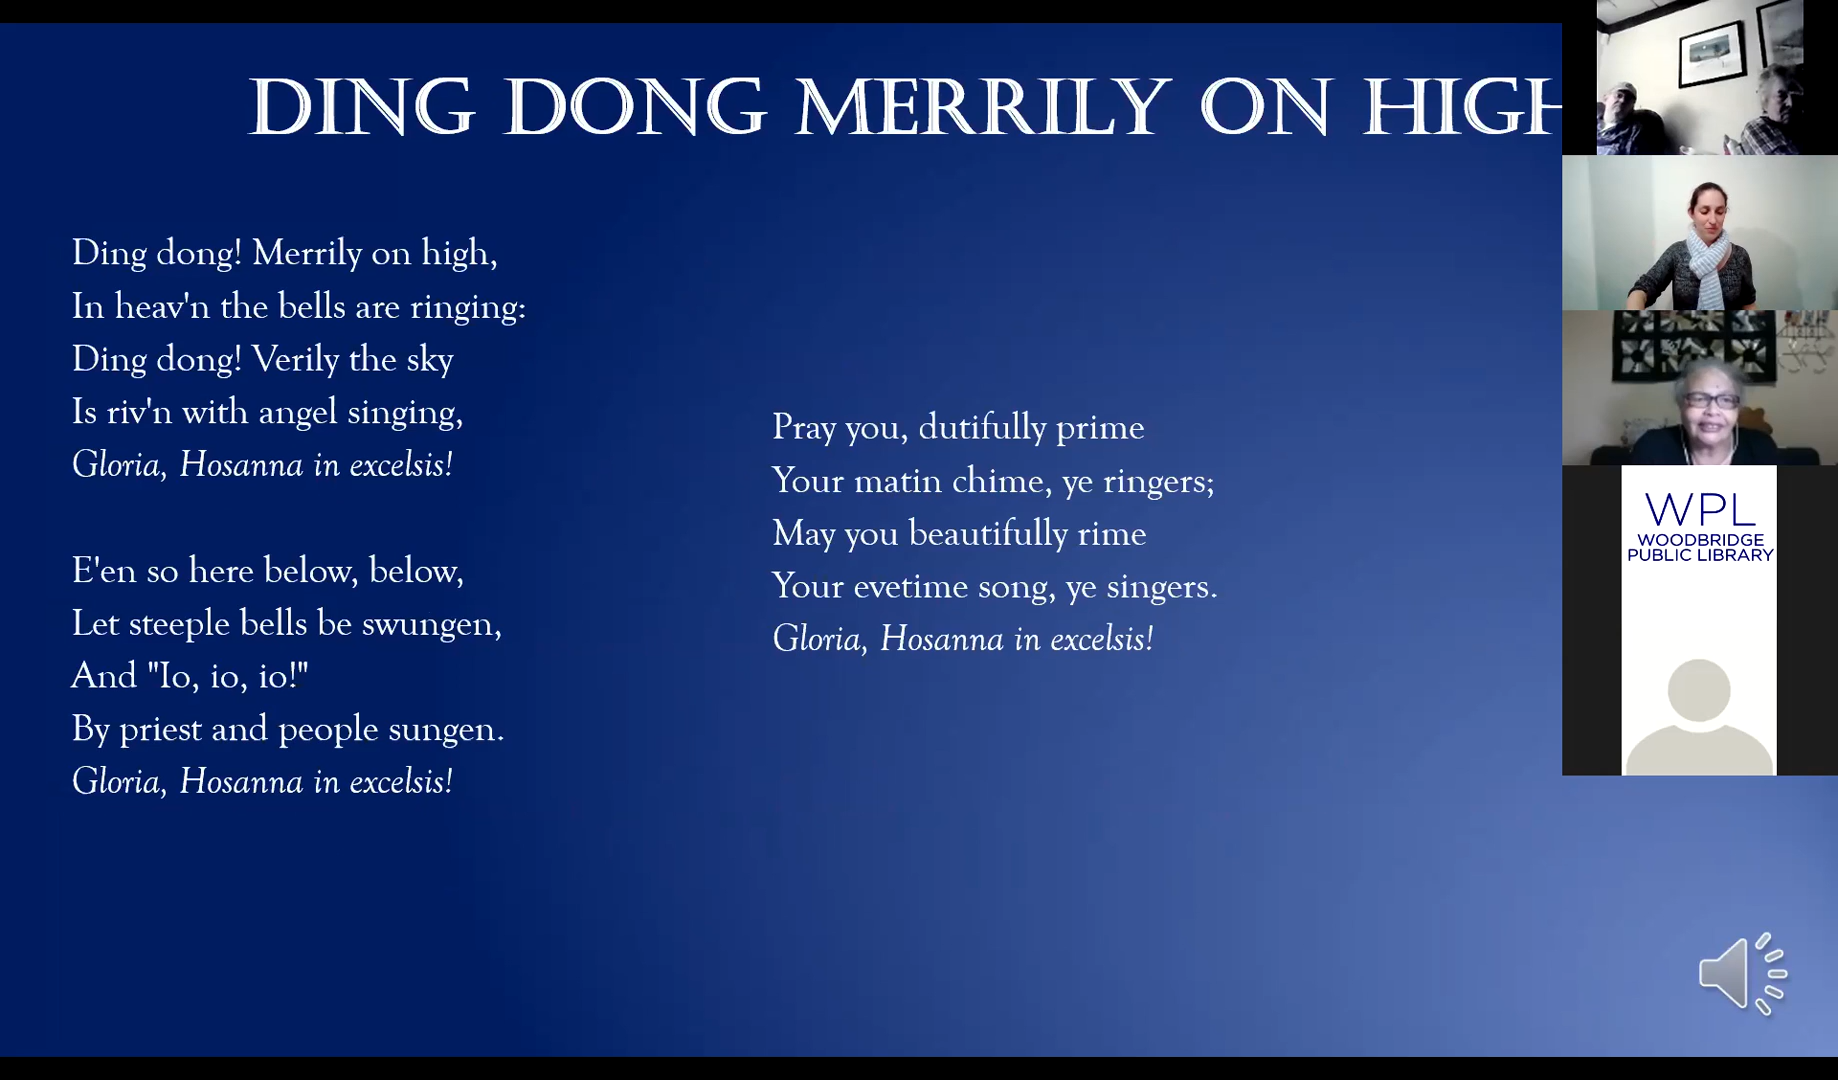 DING DONG MERRILY ON HIGH
Ding dong! Merrily on high,
In heav'n the bells are ringing:
Ding dong! Verily the sky
Is riv'n with angel singing,
Gloria, Hosanna in excelsis!
E'en so here below, below,
Let steeple bells be swungen,
And "Io, io, io!"
By priest and people sungen.
Gloria, Hosanna in excelsis!
Pray you, dutifully prime
Your matin chime, ye ringers;
May you beautifully rime
Your evetime song, ye singers.
Gloria, Hosanna in excelsis!
WPL
WOODBRIDGE
PUBLIC LIBRARY